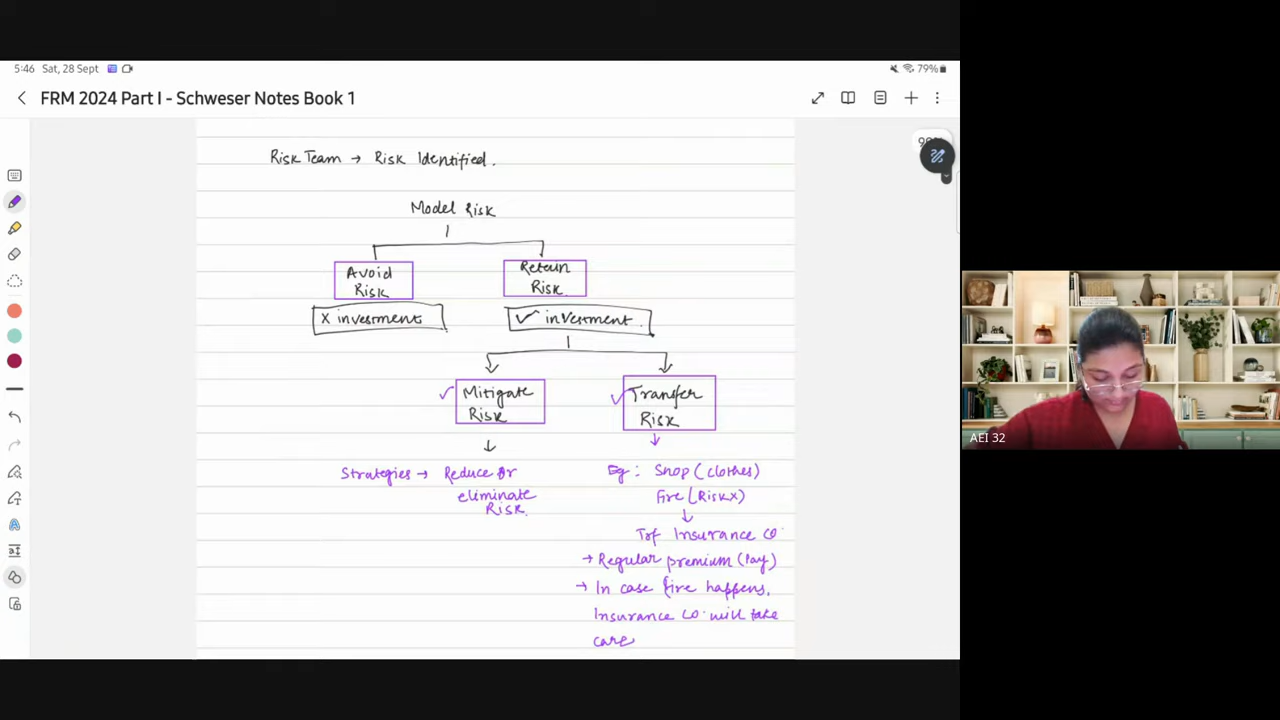 5:46 Sat, 28 Sept
79%
FRM 2024 Part I - Schweser Notes Book 1
Risk Team → Risk Identified.
Model Risk
Avoid Risk
Retain Risk.
X investment
✓ investment.
✓ Mitigate Risk
✓ Transfer Risk
Strategies → Reduce or
eliminate
Risk.
Eg: Shop (clothes)
Fire (Risk x)
Trf Insurance Co.
→ Regular premium (Pay)
→ In case fire happens,
Insurance Co. will take
care
AEI 32